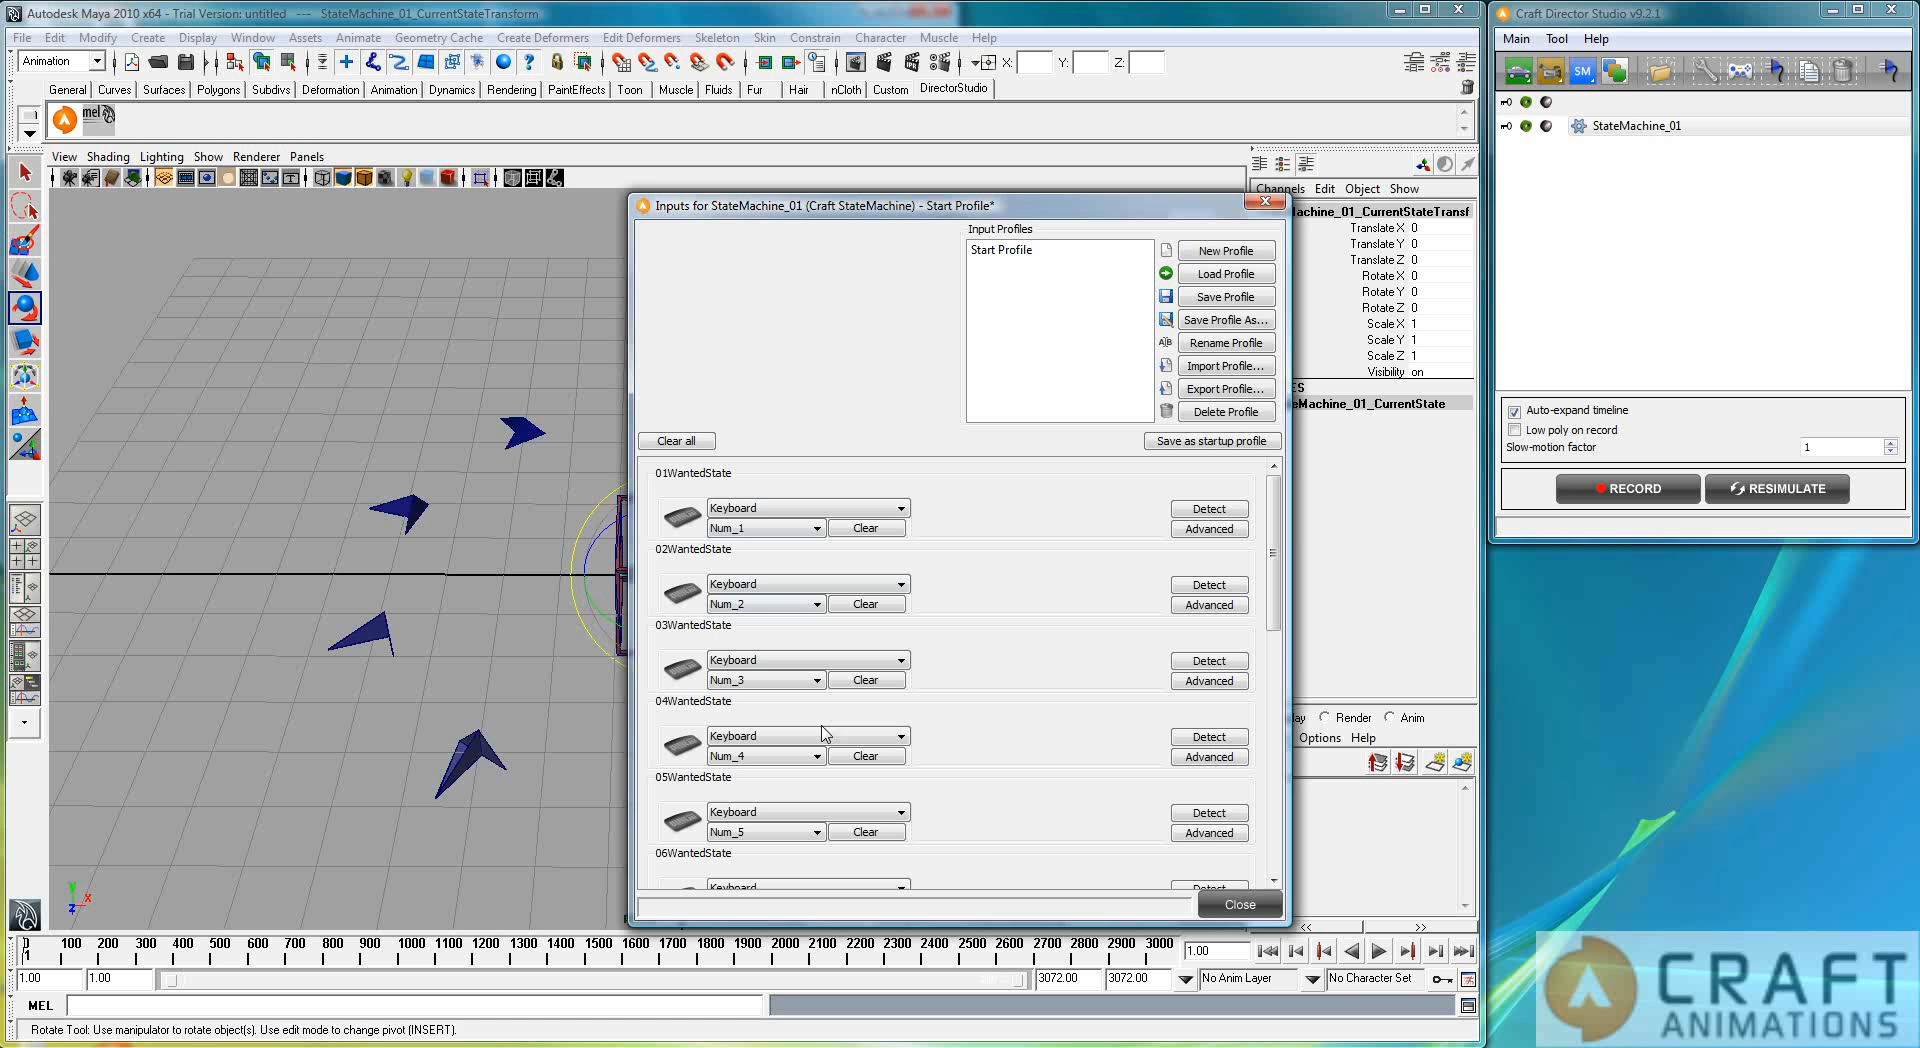 Autodesk Maya 2010 x64 - Trial Version: untitled --- StateMachine_01_CurrentStateTransform
File Edit Modify Create Display Window Assets Animate Geometry Cache Create Deformers Edit Deformers Skeleton Skin Constrain Character Muscle Help
Animation
X: Y: Z:
General Curves Surfaces Polygons Subdivs Deformation Animation Dynamics Rendering PaintEffects Toon Muscle Fluids Fur Hair nCloth Custom DirectorStudio
mel
View Shading Lighting Show Renderer Panels
Channels Edit Object Show
achine_01_CurrentStateTransf
Translate X 0
Translate Y 0
Translate Z 0
Rotate X 0
Rotate Y 0
Rotate Z 0
Scale X 1
Scale Y 1
Scale Z 1
Visibility on
ES
eMachine_01_CurrentState
lay Render Anim
Options Help
Inputs for StateMachine_01 (Craft StateMachine) - Start Profile*
Input Profiles
Start Profile
New Profile
Load Profile
Save Profile
Save Profile As...
Rename Profile
Import Profile...
Export Profile...
Delete Profile
Clear all
Save as startup profile
01WantedState
Keyboard
Detect
Num_1
Clear
Advanced
02WantedState
Keyboard
Detect
Num_2
Clear
Advanced
03WantedState
Keyboard
Detect
Num_3
Clear
Advanced
04WantedState
Keyboard
Detect
Num_4
Clear
Advanced
05WantedState
Keyboard
Detect
Num_5
Clear
Advanced
06WantedState
Keyboard
Detect
Close
y x z
1 100 200 300 400 500 600 700 800 900 1000 1100 1200 1300 1400 1500 1600 1700 1800 1900 2000 2100 2200 2300 2400 2500 2600 2700 2800 2900 3000
1.00
1.00 1.00 3072.00 3072.00 No Anim Layer No Character Set
MEL
Rotate Tool: Use manipulator to rotate object(s). Use edit mode to change pivot (INSERT).
Craft Director Studio v9.2.1
Main Tool Help
SM
StateMachine_01
Auto-expand timeline
Low poly on record
Slow-motion factor 1
RECORD
RESIMULATE
CRAFT
ANIMATIONS